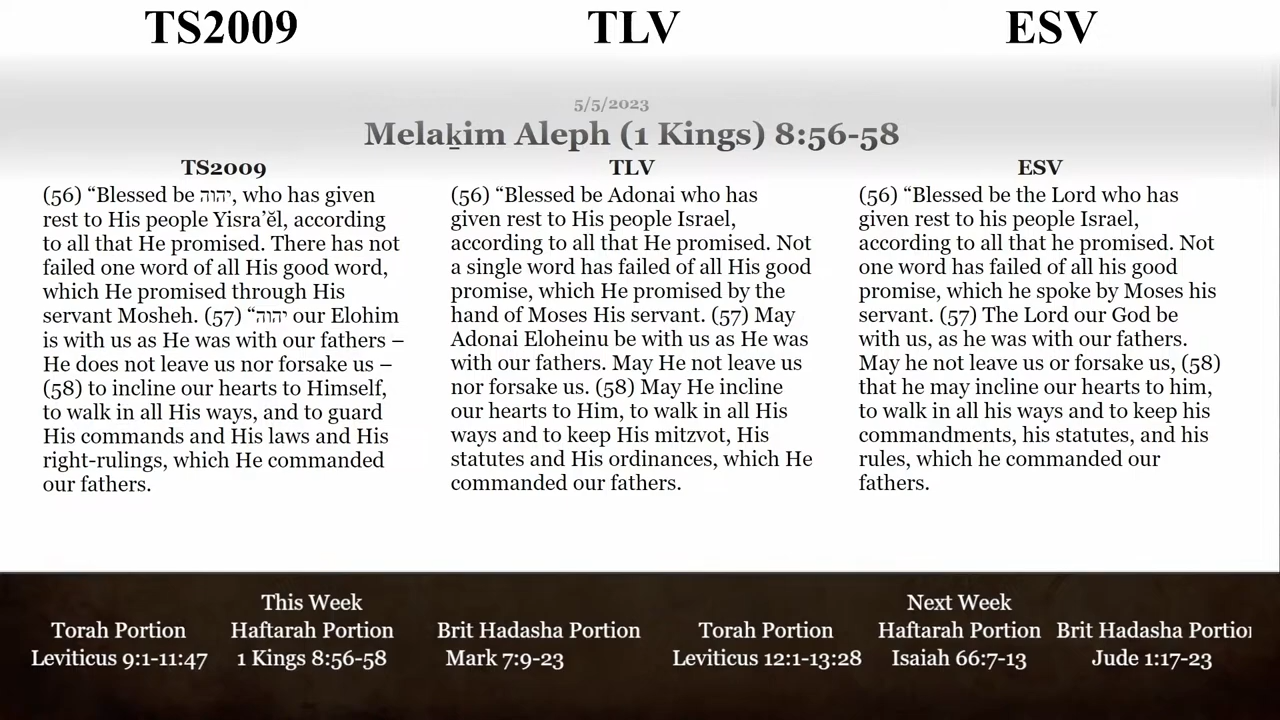 TS2009
TLV
ESV
5/5/2023
Melaḵim Aleph (1 Kings) 8:56-58
TS2009
(56) “Blessed be יהוה, who has given
rest to His people Yisra’ĕl, according
to all that He promised. There has not
failed one word of all His good word,
which He promised through His
servant Mosheh. (57) “יהוה our Elohim
is with us as He was with our fathers –
He does not leave us nor forsake us –
(58) to incline our hearts to Himself,
to walk in all His ways, and to guard
His commands and His laws and His
right-rulings, which He commanded
our fathers.
TLV
(56) “Blessed be Adonai who has
given rest to His people Israel,
according to all that He promised. Not
a single word has failed of all His good
promise, which He promised by the
hand of Moses His servant. (57) May
Adonai Eloheinu be with us as He was
with our fathers. May He not leave us
nor forsake us. (58) May He incline
our hearts to Him, to walk in all His
ways and to keep His mitzvot, His
statutes and His ordinances, which He
commanded our fathers.
ESV
(56) “Blessed be the Lord who has
given rest to his people Israel,
according to all that he promised. Not
one word has failed of all his good
promise, which he spoke by Moses his
servant. (57) The Lord our God be
with us, as he was with our fathers.
May he not leave us or forsake us, (58)
that he may incline our hearts to him,
to walk in all his ways and to keep his
commandments, his statutes, and his
rules, which he commanded our
fathers.
This Week
Torah Portion
Leviticus 9:1-11:47
Haftarah Portion
1 Kings 8:56-58
Brit Hadasha Portion
Mark 7:9-23
Next Week
Torah Portion
Leviticus 12:1-13:28
Haftarah Portion
Isaiah 66:7-13
Brit Hadasha Portion
Jude 1:17-23